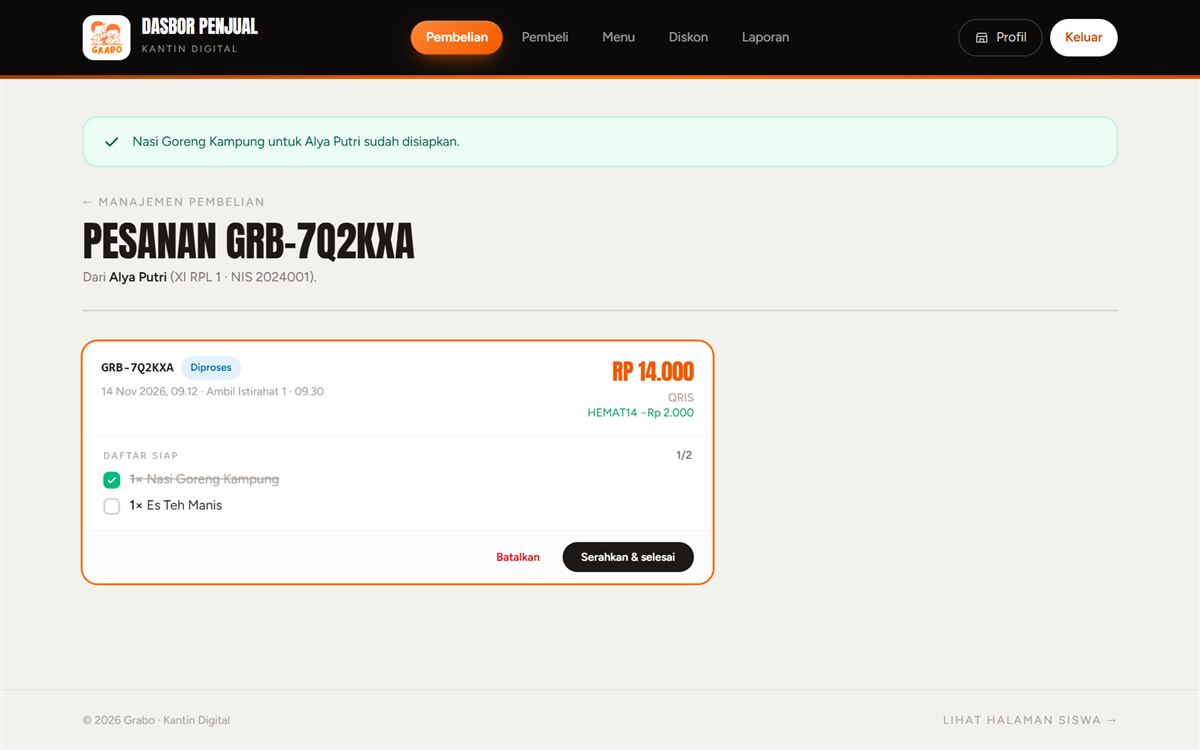 GRABO
DASBOR PENJUAL
KANTIN DIGITAL
Pembelian
Pembeli
Menu
Diskon
Laporan
Profil
Keluar
Nasi Goreng Kampung untuk Alya Putri sudah disiapkan.
← MANAJEMEN PEMBELIAN
PESANAN GRB-7Q2KXA
Dari Alya Putri (XI RPL 1 · NIS 2024001).
GRB-7Q2KXA Diproses
RP 14.000
14 Nov 2026, 09.12 · Ambil Istirahat 1 · 09.30
QRIS
HEMAT14 -Rp 2.000
DAFTAR SIAP
1/2
1× Nasi Goreng Kampung
1× Es Teh Manis
Batalkan
Serahkan & selesai
© 2026 Grabo · Kantin Digital
LIHAT HALAMAN SISWA →